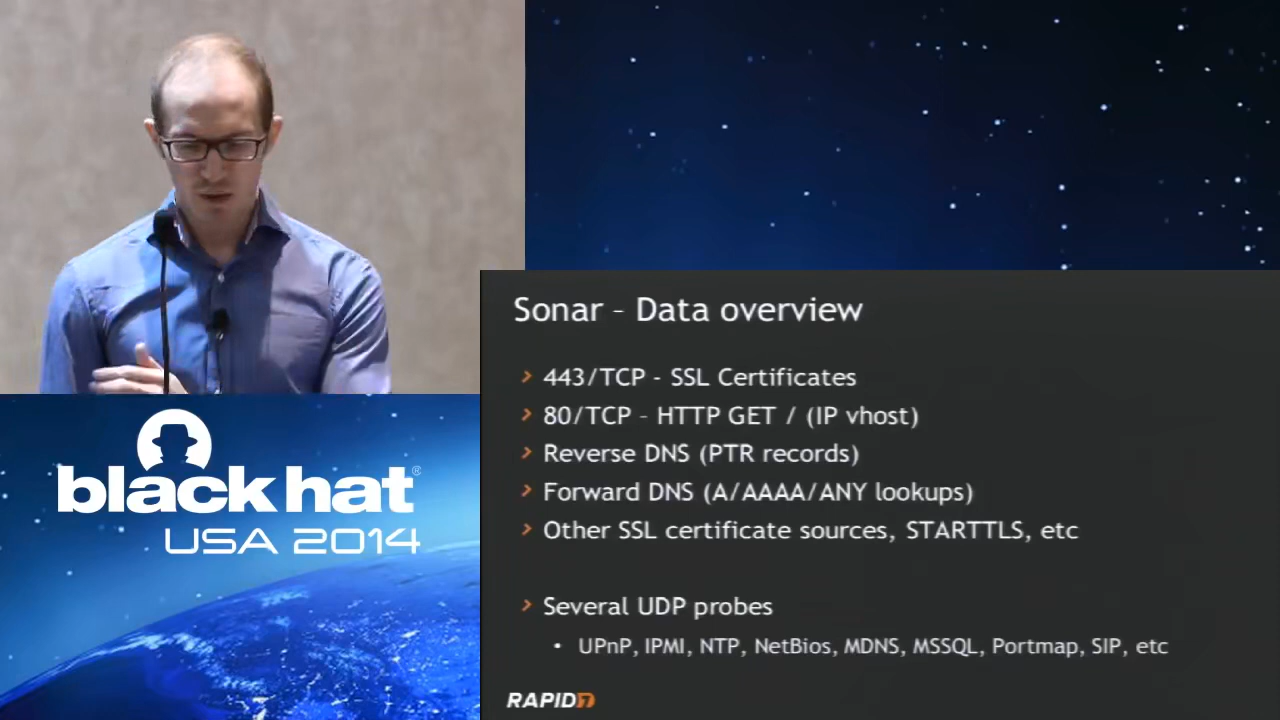 black hat®
USA 2014
Sonar – Data overview
› 443/TCP - SSL Certificates
› 80/TCP – HTTP GET / (IP vhost)
› Reverse DNS (PTR records)
› Forward DNS (A/AAAA/ANY lookups)
› Other SSL certificate sources, STARTTLS, etc
› Several UDP probes
• UPnP, IPMI, NTP, NetBios, MDNS, MSSQL, Portmap, SIP, etc
RAPID7